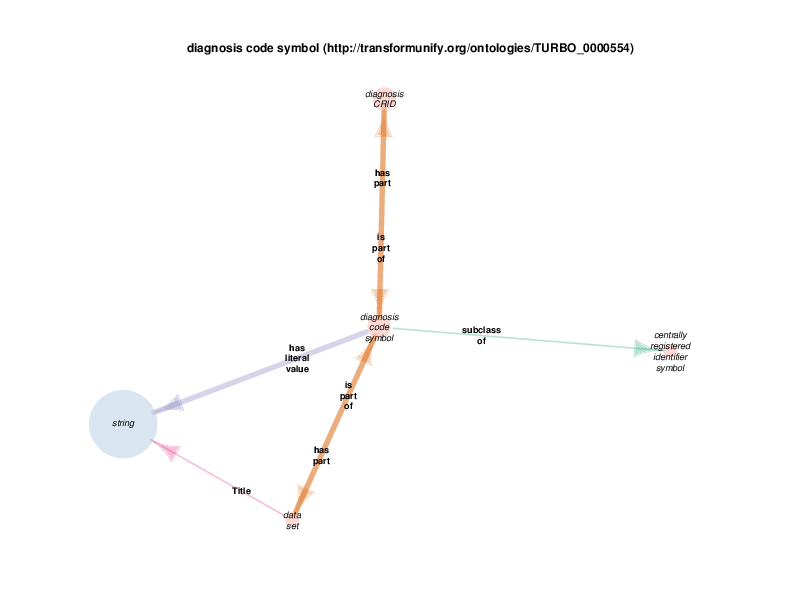 diagnosis code symbol (http://transformunify.org/ontologies/TURBO_0000554)
diagnosis
CRID
has
part
is
part
of
diagnosis
code
symbol
subclass
of
centrally
registered
identifier
symbol
has
literal
value
is
part
of
string
has
part
Title
data
set